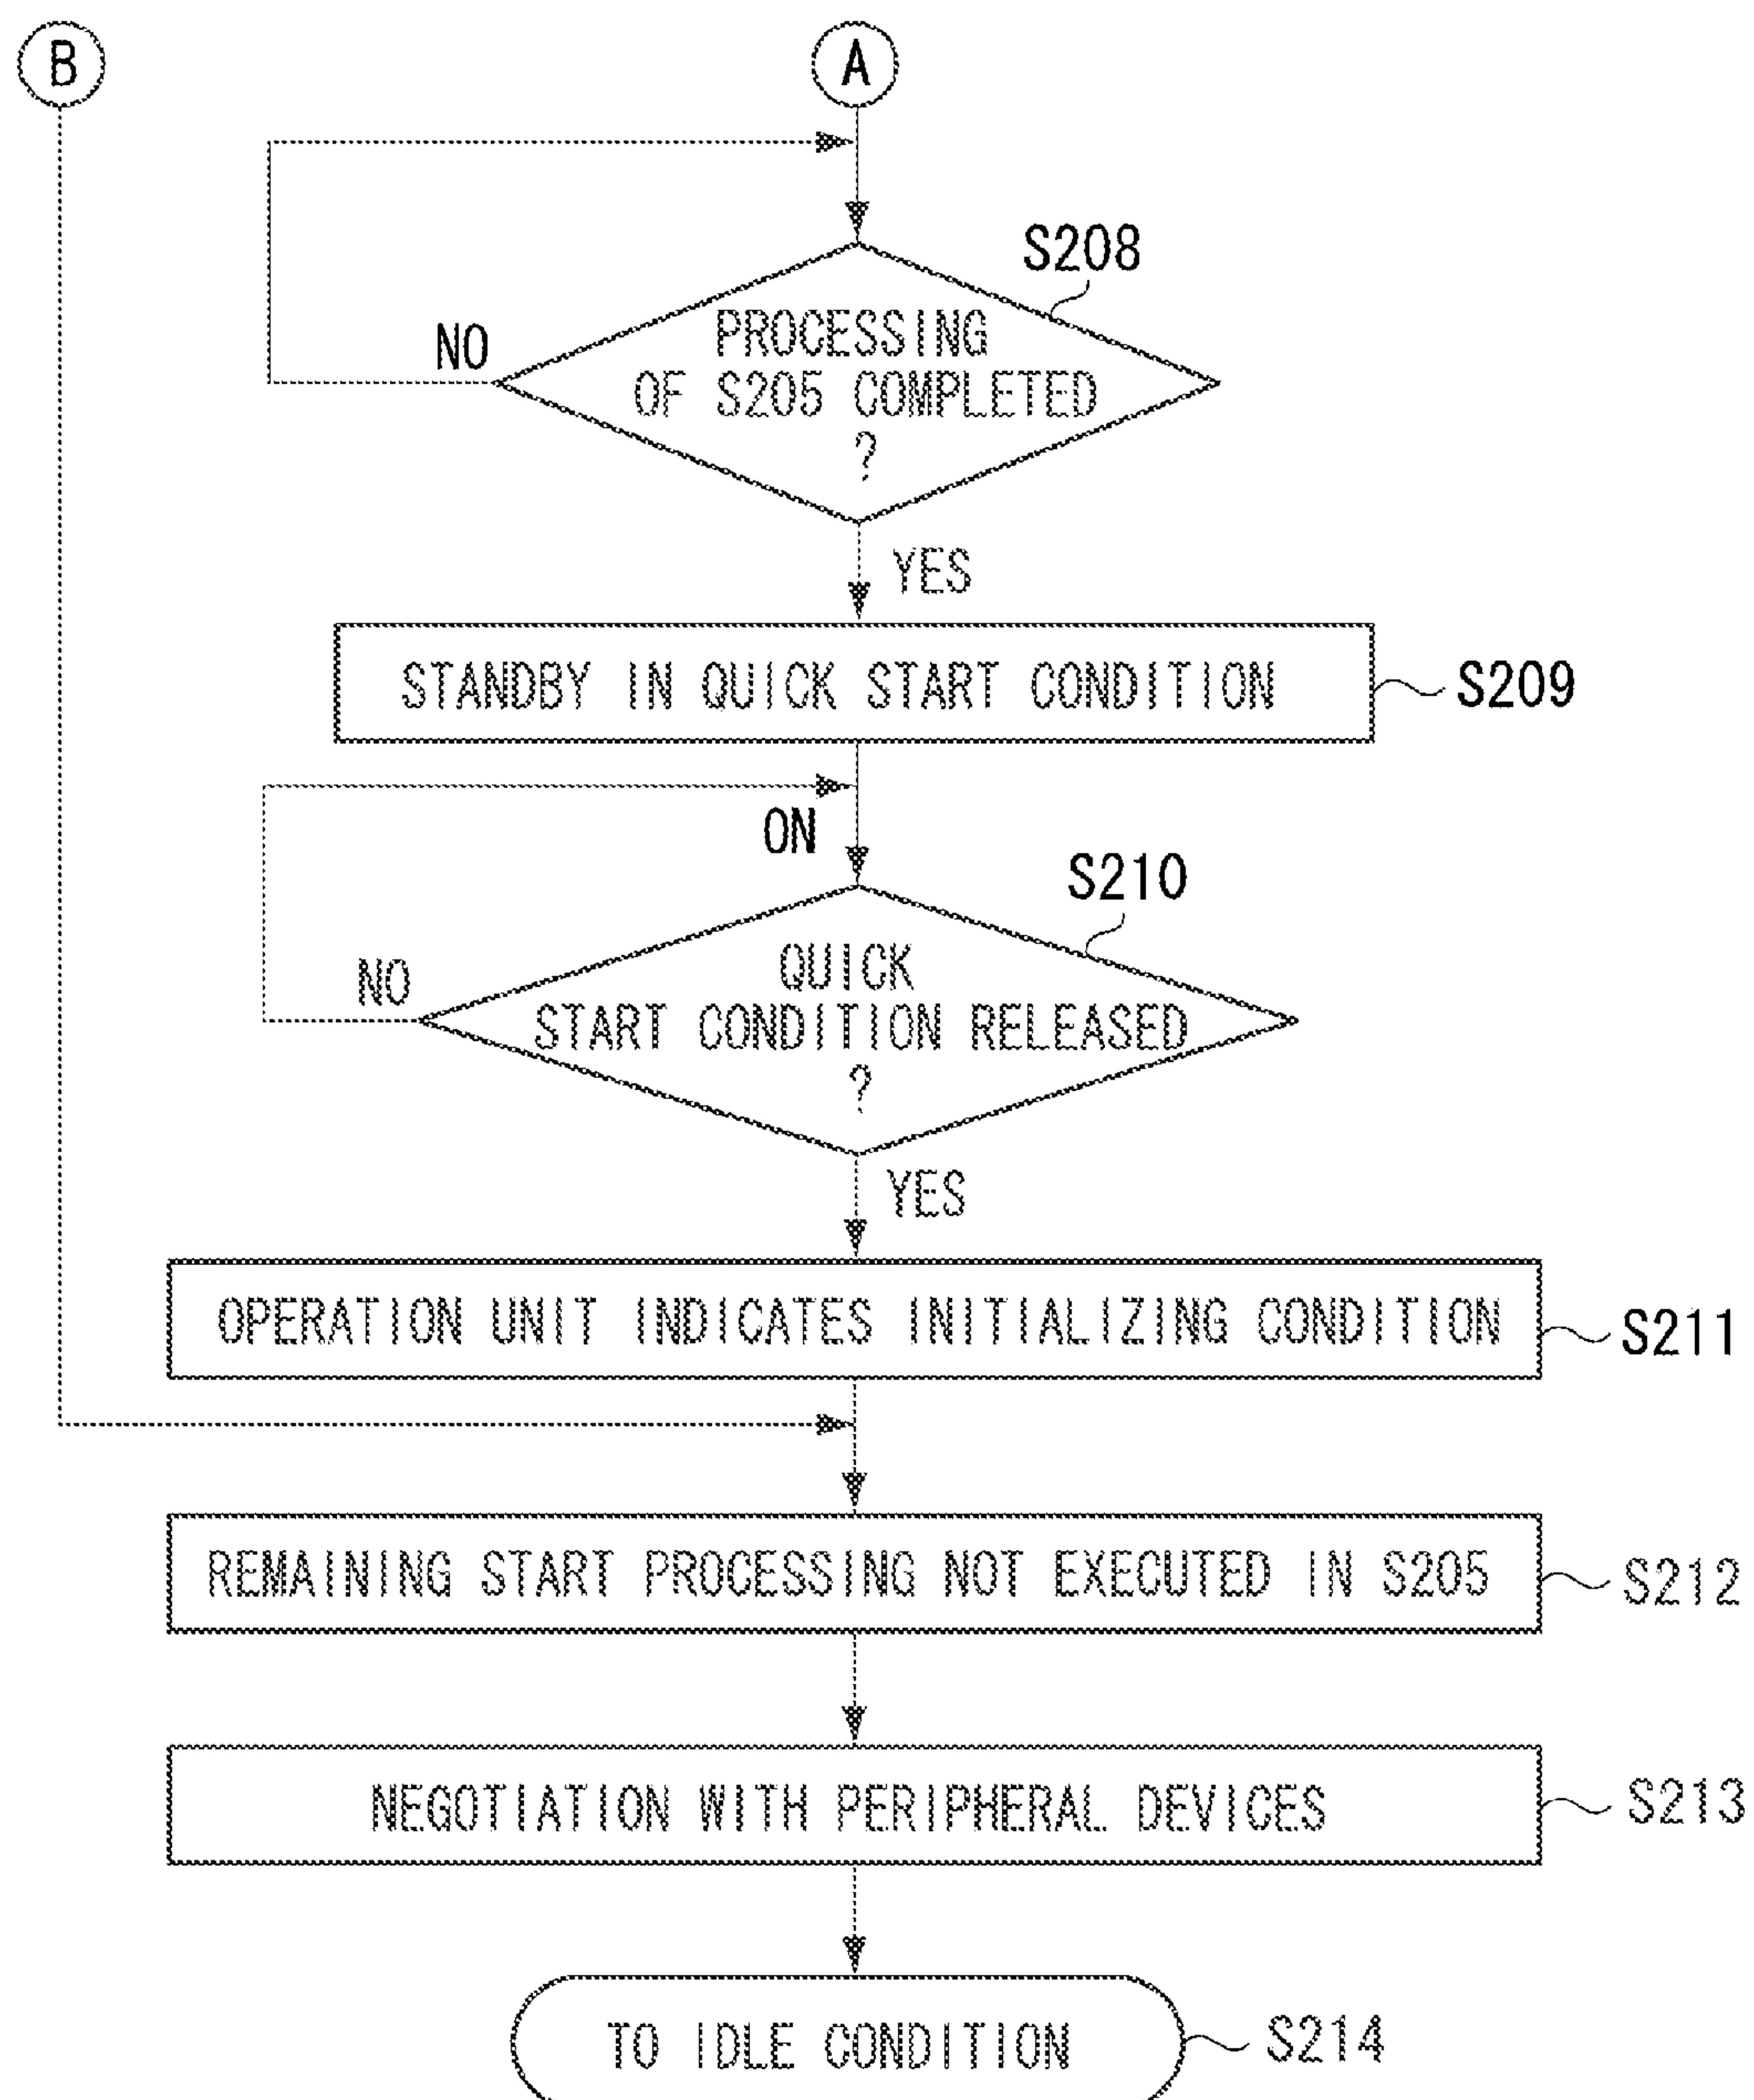 B
A
S208
NO
PROCESSING
OF S205 COMPLETED
?
YES
STANDBY IN QUICK START CONDITION
S209
ON
S210
NO
QUICK
START CONDITION RELEASED
?
YES
OPERATION UNIT INDICATES INITIALIZING CONDITION
S211
REMAINING START PROCESSING NOT EXECUTED IN S205
S212
NEGOTIATION WITH PERIPHERAL DEVICES
S213
TO IDLE CONDITION
S214